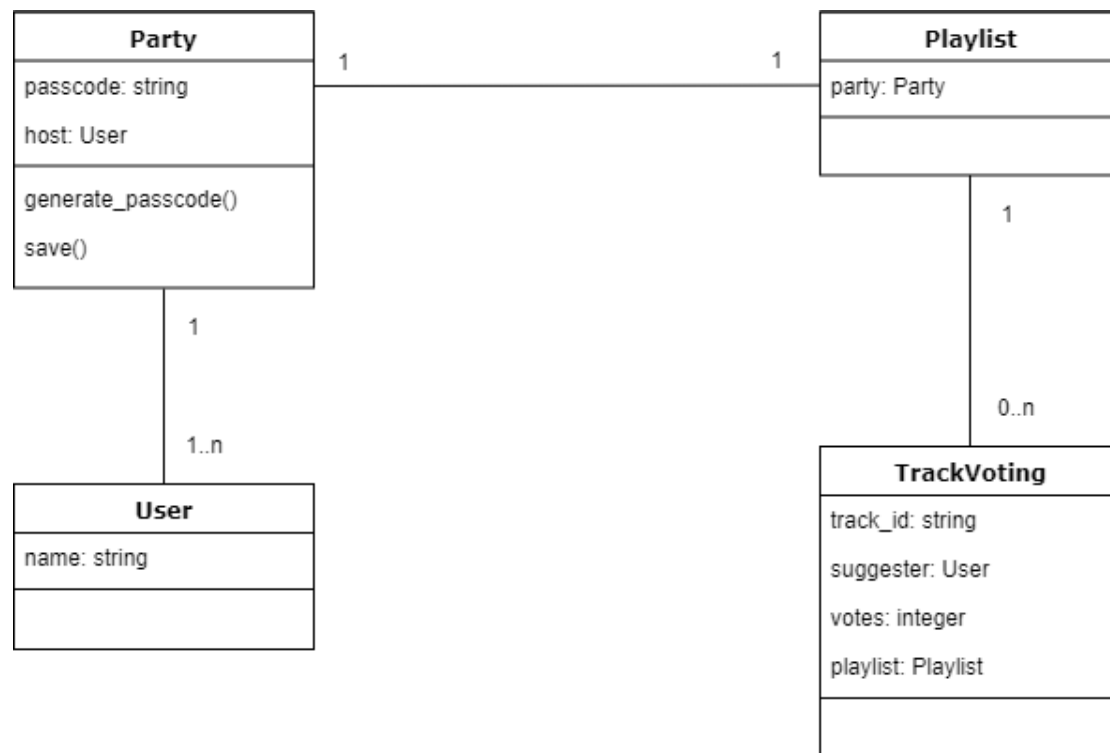 Party
passcode: string
host: User
generate_passcode()
save()
1
1
Playlist
party: Party
1
1..n
1
0..n
User
name: string
TrackVoting
track_id: string
suggester: User
votes: integer
playlist: Playlist